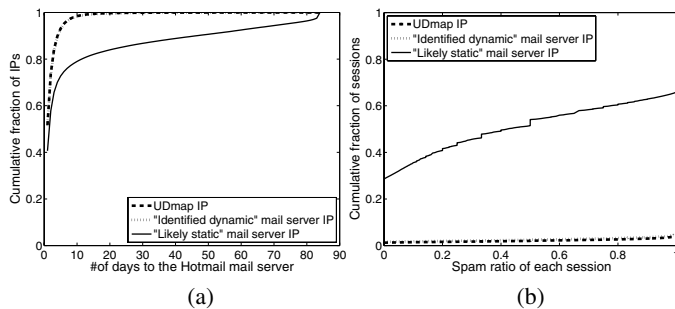 Cumulative fraction of IPs
1
0.8
0.6
0.4
0.2
0
0 10 20 30 40 50 60 70 80 90
#of days to the Hotmail mail server
UDmap IP
"Identified dynamic" mail server IP
"Likely static" mail server IP
(a)
Cumulative fraction of sessions
1
0.8
0.6
0.4
0.2
0
0 0.2 0.4 0.6 0.8 1
Spam ratio of each session
UDmap IP
"Identified dynamic" mail server IP
"Likely static" mail server IP
(b)